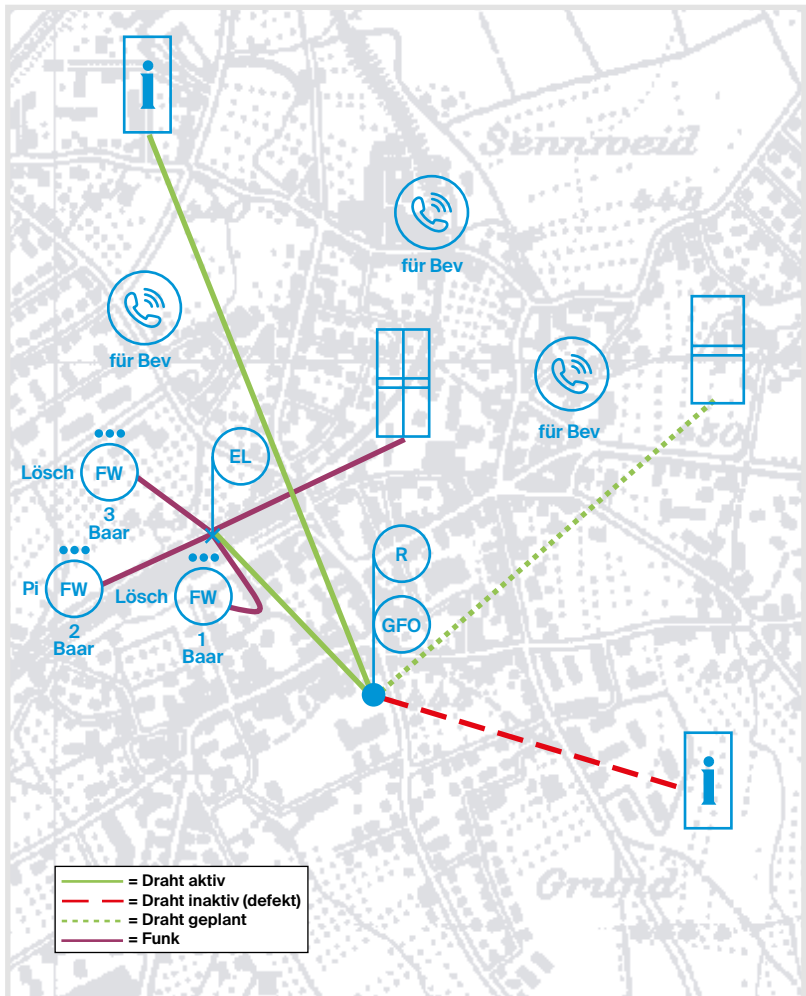 i
Sennweid
für Bev
für Bev
für Bev
EL
Lösch
FW
3
Baar
R
Pi
FW
2
Baar
Lösch
FW
1
Baar
GFO
i
Grund
= Draht aktiv
= Draht inaktiv (defekt)
= Draht geplant
= Funk